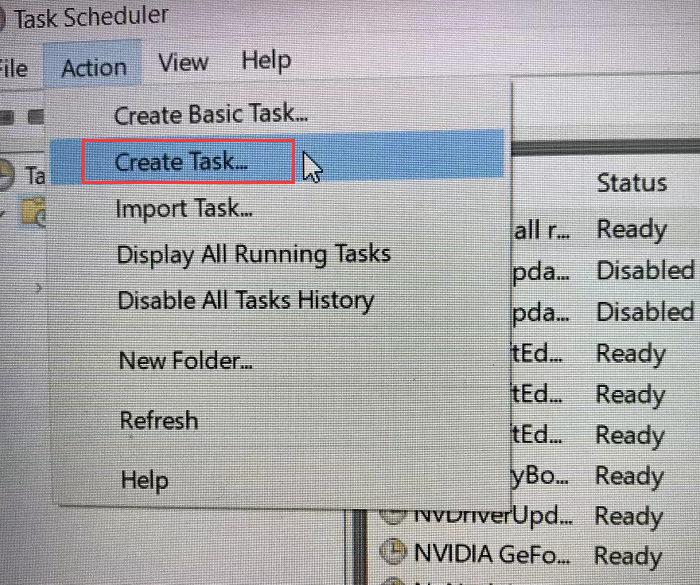 Task Scheduler
File Action View Help
Create Basic Task...
Create Task...
Import Task...
Display All Running Tasks
Disable All Tasks History
New Folder...
Refresh
Help
Ta
Status
all r... Ready
pda... Disabled
pda... Disabled
tEd... Ready
tEd... Ready
tEd... Ready
yBo... Ready
NvDriverUpd... Ready
NVIDIA GeFo... Ready